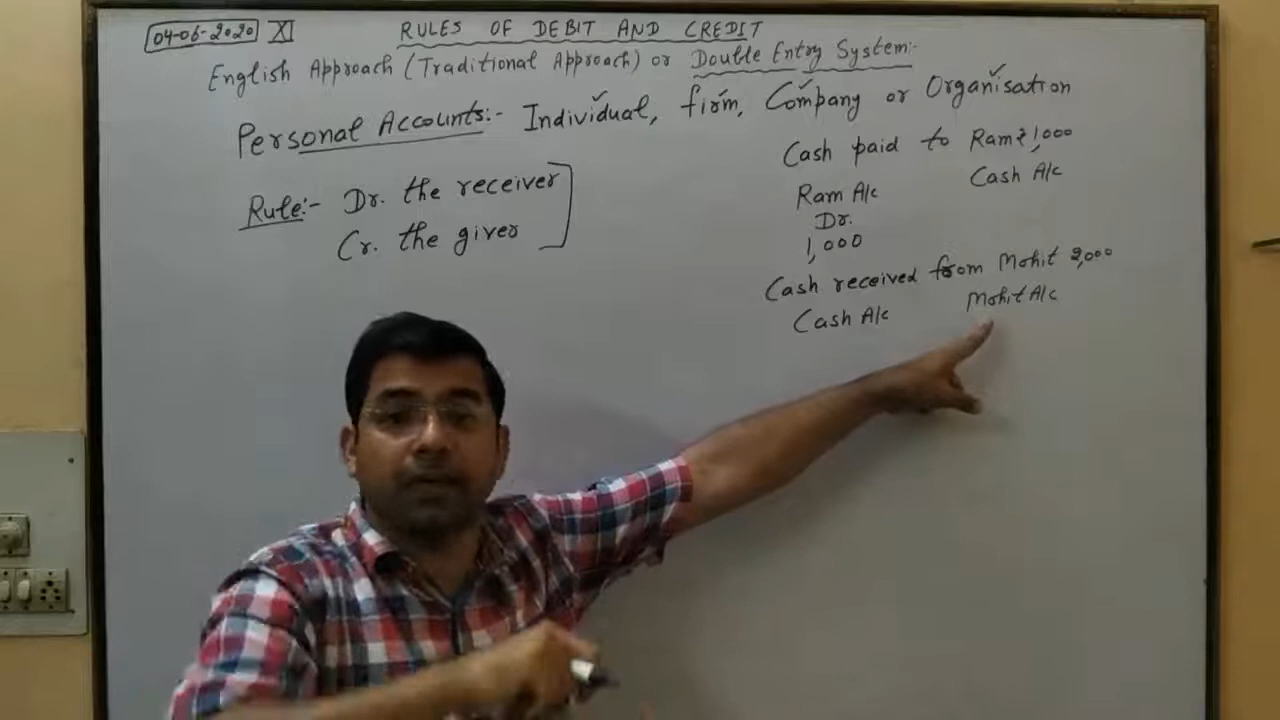 04-06-2020 XI RULES OF DEBIT AND CREDIT
English Approach (Traditional Approach) or Double Entry System:-
Personal Accounts:- Individual, firm, Company or Organisation
Rule:- Dr. the receiver
Cr. the giver
Cash paid to Ram ₹ 1,000
Ram A/c Cash A/c
Dr.
1,000
Cash received from Mohit 2,000
Cash A/c Mohit A/c